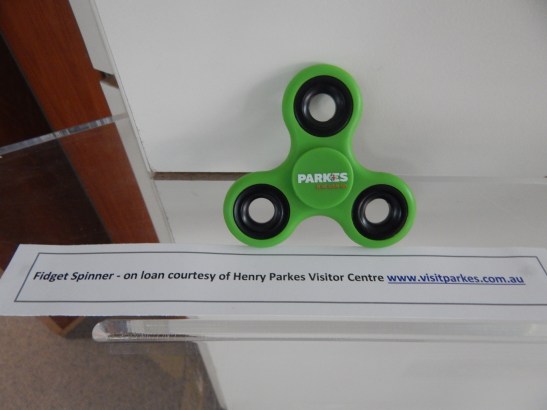 PARKES
Fidget Spinner - on loan courtesy of Henry Parkes Visitor Centre www.visitparkes.com.au